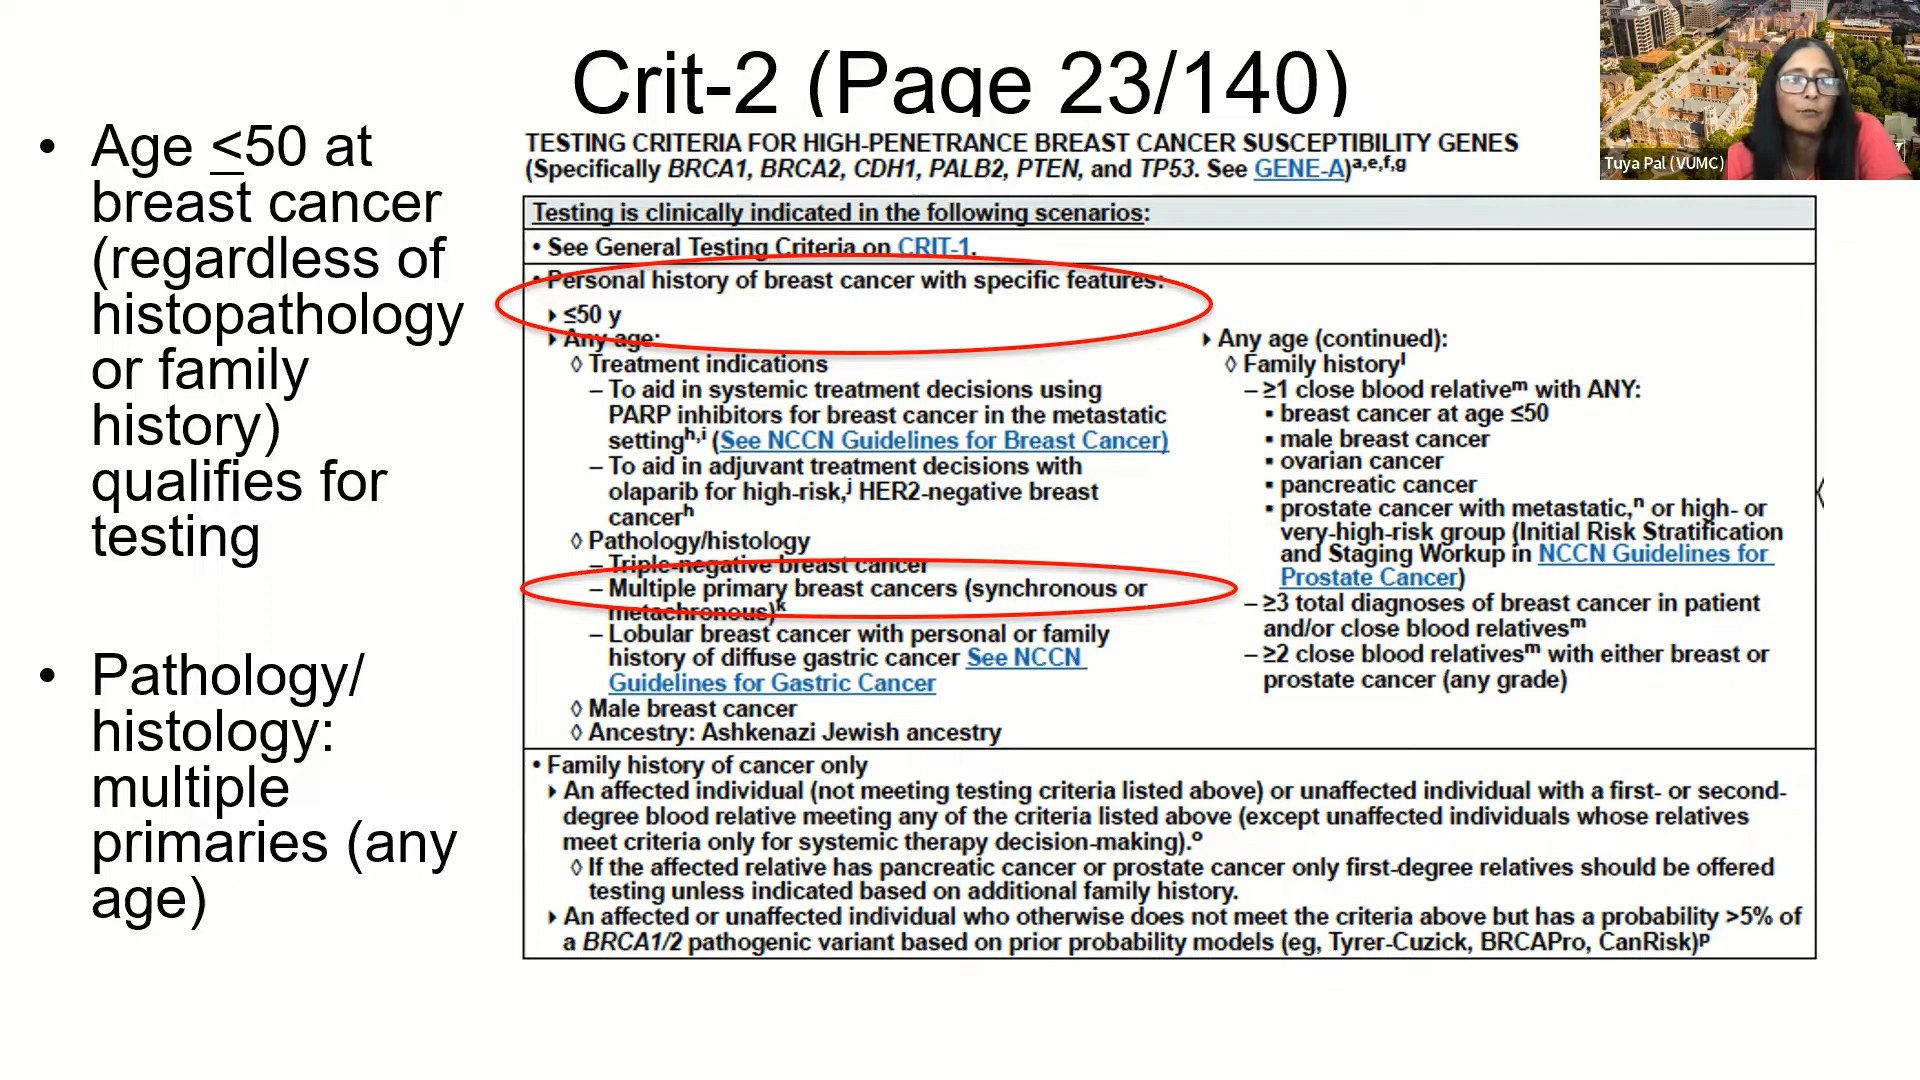 Crit-2 (Page 23/140)
• Age ≤50 at
breast cancer
(regardless of
histopathology
or family
history)
qualifies for
testing
• Pathology/
histology:
multiple
primaries (any
age)
TESTING CRITERIA FOR HIGH-PENETRANCE BREAST CANCER SUSCEPTIBILITY GENES
(Specifically BRCA1, BRCA2, CDH1, PALB2, PTEN, and TP53. See GENE-A)a,e,f,g
Testing is clinically indicated in the following scenarios:
• See General Testing Criteria on CRIT-1.
• Personal history of breast cancer with specific features:
‣ ≤50 y
‣ Any age:
◊ Treatment indications
– To aid in systemic treatment decisions using
PARP inhibitors for breast cancer in the metastatic
settingh,i (See NCCN Guidelines for Breast Cancer)
– To aid in adjuvant treatment decisions with
olaparib for high-risk,j HER2-negative breast
cancerh
◊ Pathology/histology
– Triple-negative breast cancer
– Multiple primary breast cancers (synchronous or
metachronous)k
– Lobular breast cancer with personal or family
history of diffuse gastric cancer See NCCN
Guidelines for Gastric Cancer
◊ Male breast cancer
◊ Ancestry: Ashkenazi Jewish ancestry
‣ Any age (continued):
◊ Family historyl
– ≥1 close blood relativem with ANY:
▪ breast cancer at age ≤50
▪ male breast cancer
▪ ovarian cancer
▪ pancreatic cancer
▪ prostate cancer with metastatic,n or high- or
very-high-risk group (Initial Risk Stratification
and Staging Workup in NCCN Guidelines for
Prostate Cancer)
– ≥3 total diagnoses of breast cancer in patient
and/or close blood relativesm
– ≥2 close blood relativesm with either breast or
prostate cancer (any grade)
• Family history of cancer only
‣ An affected individual (not meeting testing criteria listed above) or unaffected individual with a first- or second-
degree blood relative meeting any of the criteria listed above (except unaffected individuals whose relatives
meet criteria only for systemic therapy decision-making).o
◊ If the affected relative has pancreatic cancer or prostate cancer only first-degree relatives should be offered
testing unless indicated based on additional family history.
‣ An affected or unaffected individual who otherwise does not meet the criteria above but has a probability >5% of
a BRCA1/2 pathogenic variant based on prior probability models (eg, Tyrer-Cuzick, BRCAPro, CanRisk)p
Tuya Pal (VUMC)